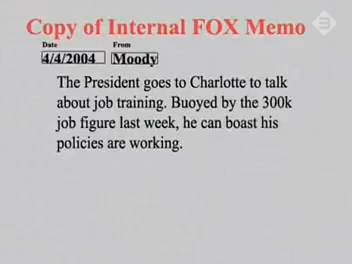 Copy of Internal FOX Memo
Date From
4/4/2004 Moody
The President goes to Charlotte to talk
about job training. Buoyed by the 300k
job figure last week, he can boast his
policies are working.
3